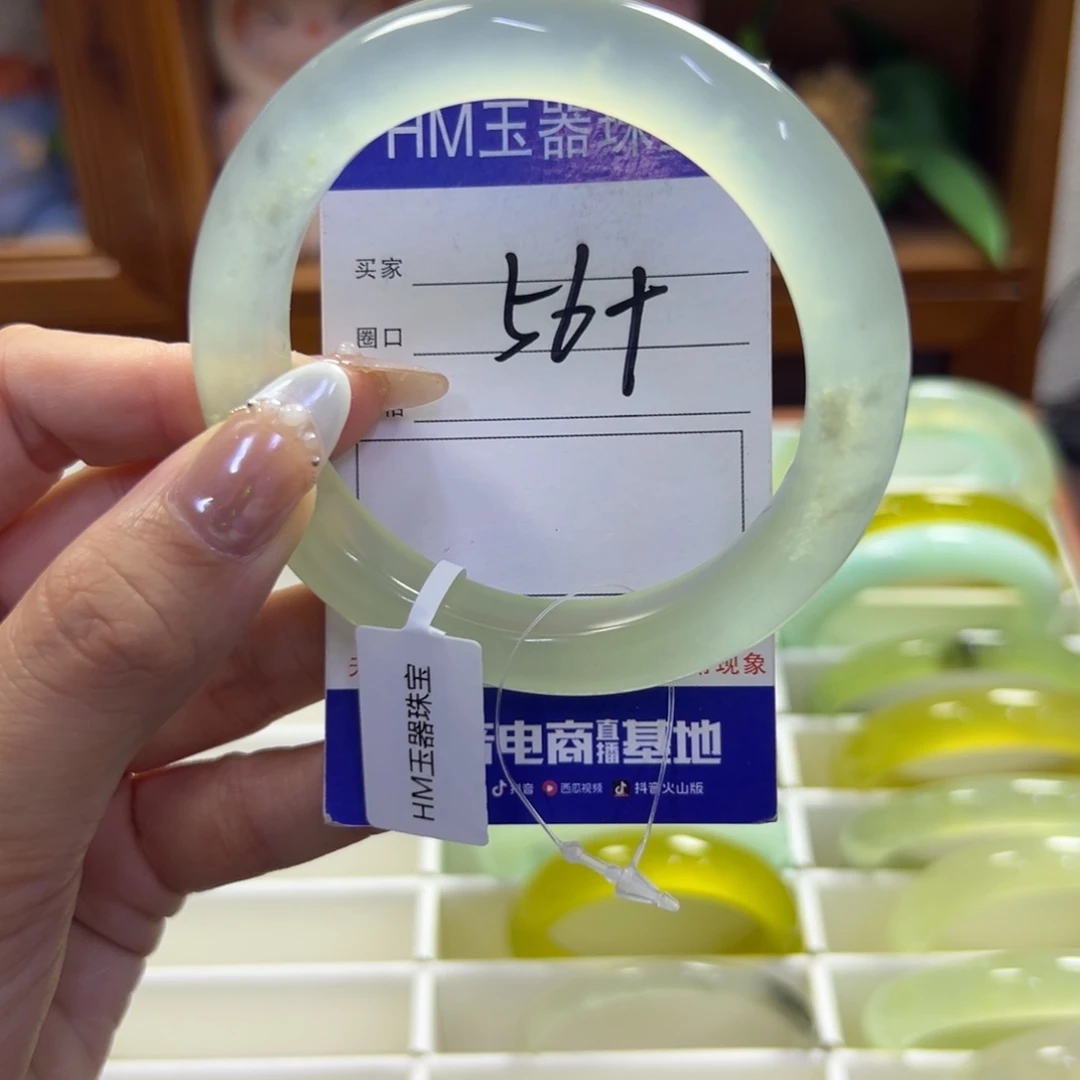 HM玉器珠
买家
圈口
56+
现象
电商直播基地
抖音 西瓜视频 抖音火山版
HM玉器珠宝